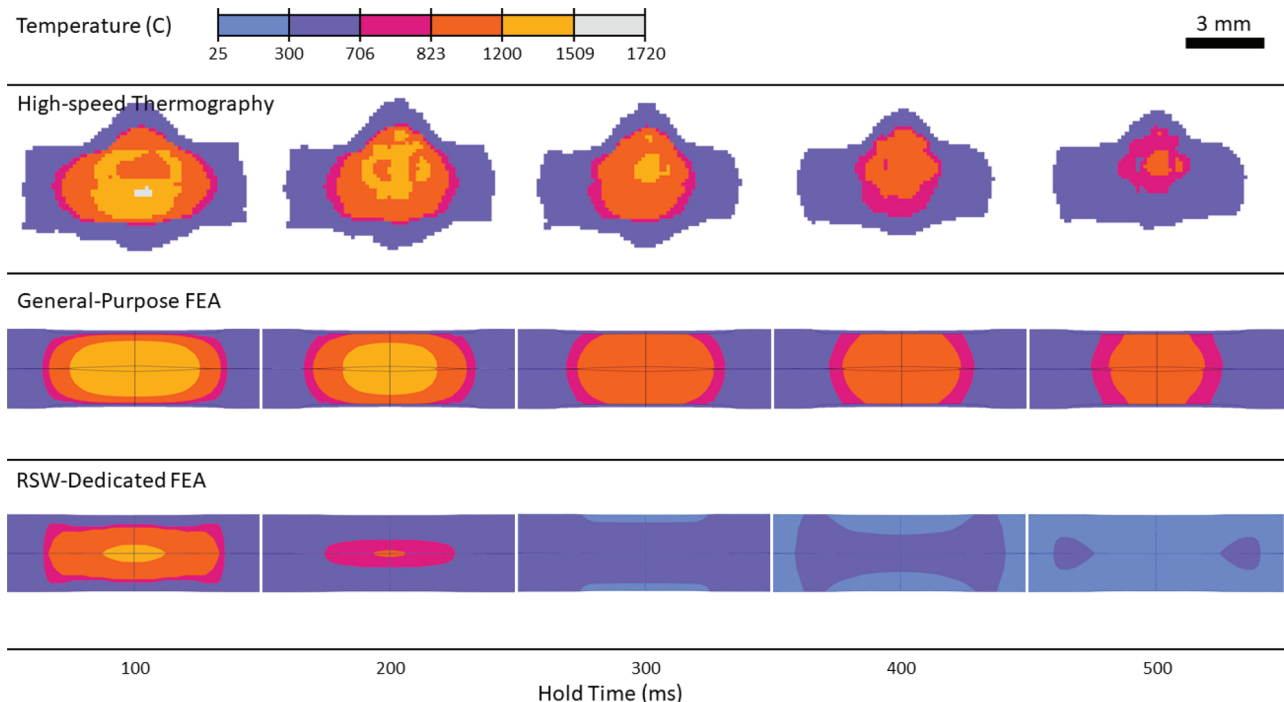 Temperature (C)
25 300 706 823 1200 1509 1720
3 mm
High-speed Thermography
General-Purpose FEA
RSW-Dedicated FEA
100 200 300 400 500
Hold Time (ms)